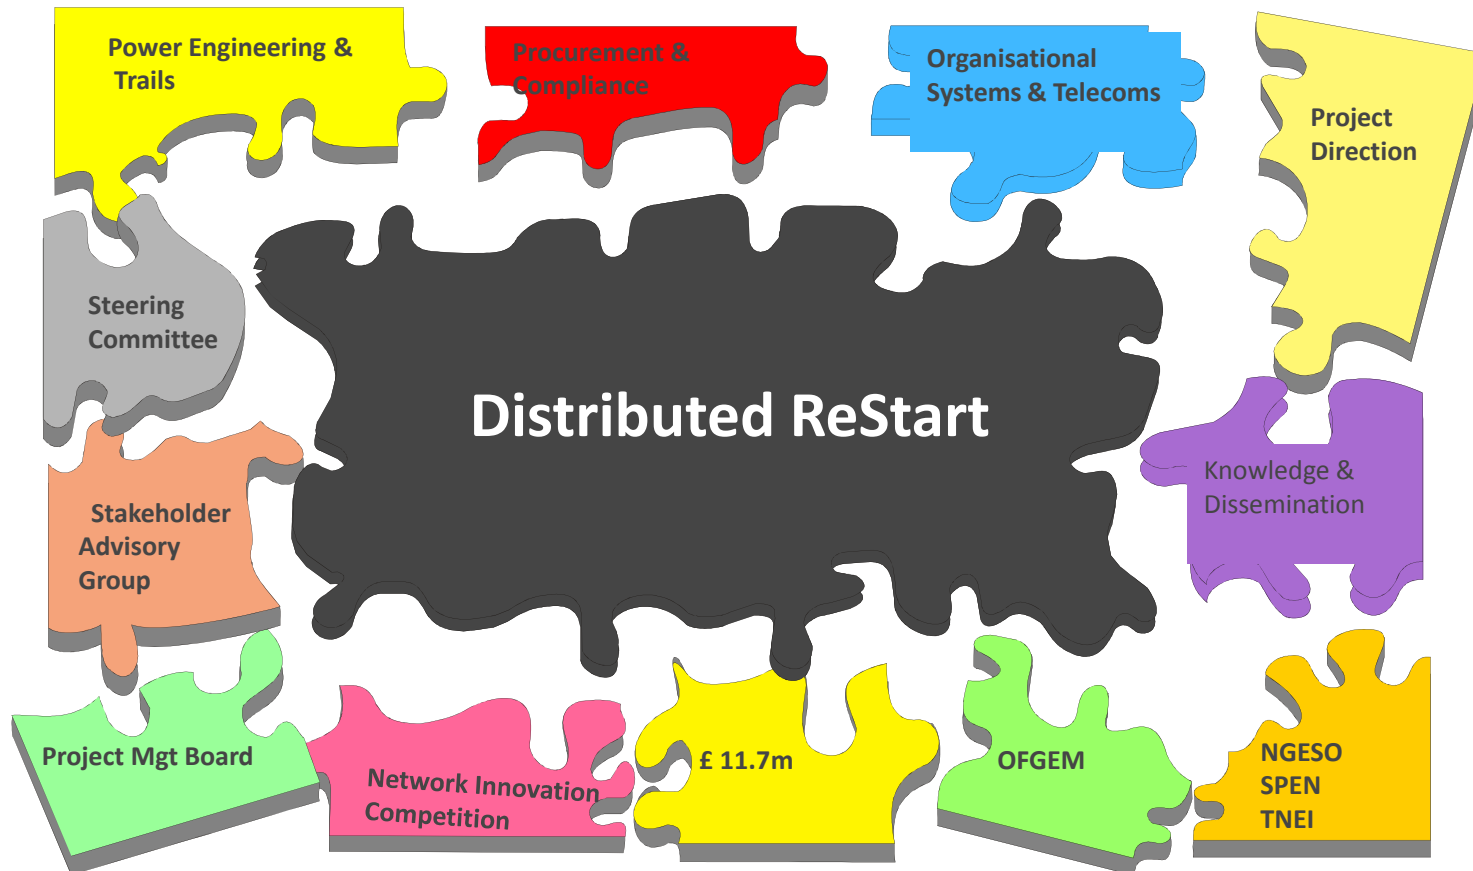 Power Engineering &
Trails
Procurement &
Compliance
Organisational
Systems & Telecoms
Project
Direction
Steering
Committee
Distributed ReStart
Knowledge &
Dissemination
Stakeholder
Advisory
Group
Project Mgt Board
Network Innovation
Competition
£ 11.7m
OFGEM
NGESO
SPEN
TNEI